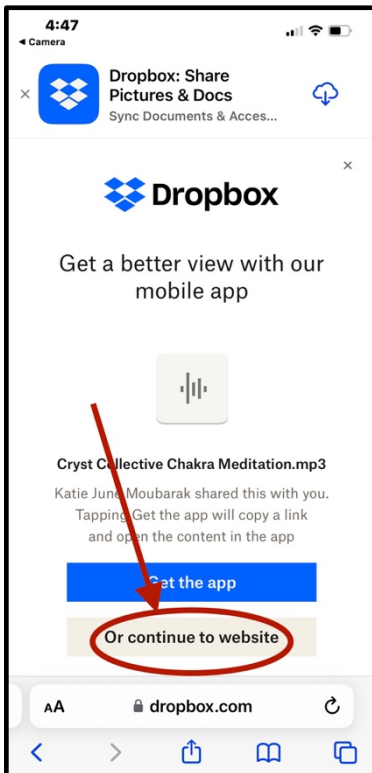 4:47
◀ Camera
Dropbox: Share
Pictures & Docs
Sync Documents & Acces...
Dropbox
Get a better view with our
mobile app
Cryst Collective Chakra Meditation.mp3
Katie June Moubarak shared this with you.
Tapping Get the app will copy a link
and open the content in the app
Get the app
Or continue to website
AA
dropbox.com